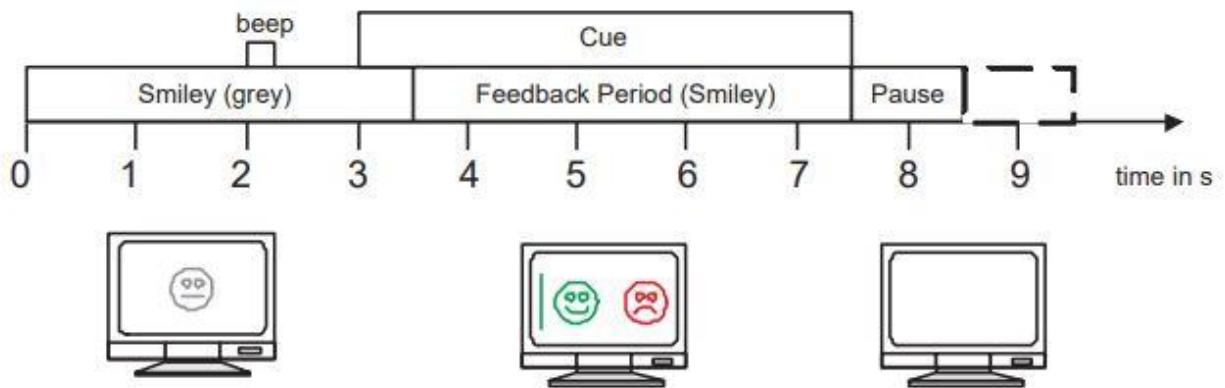 beep
Cue
Smiley (grey) Feedback Period (Smiley) Pause
0 1 2 3 4 5 6 7 8 9 time in s